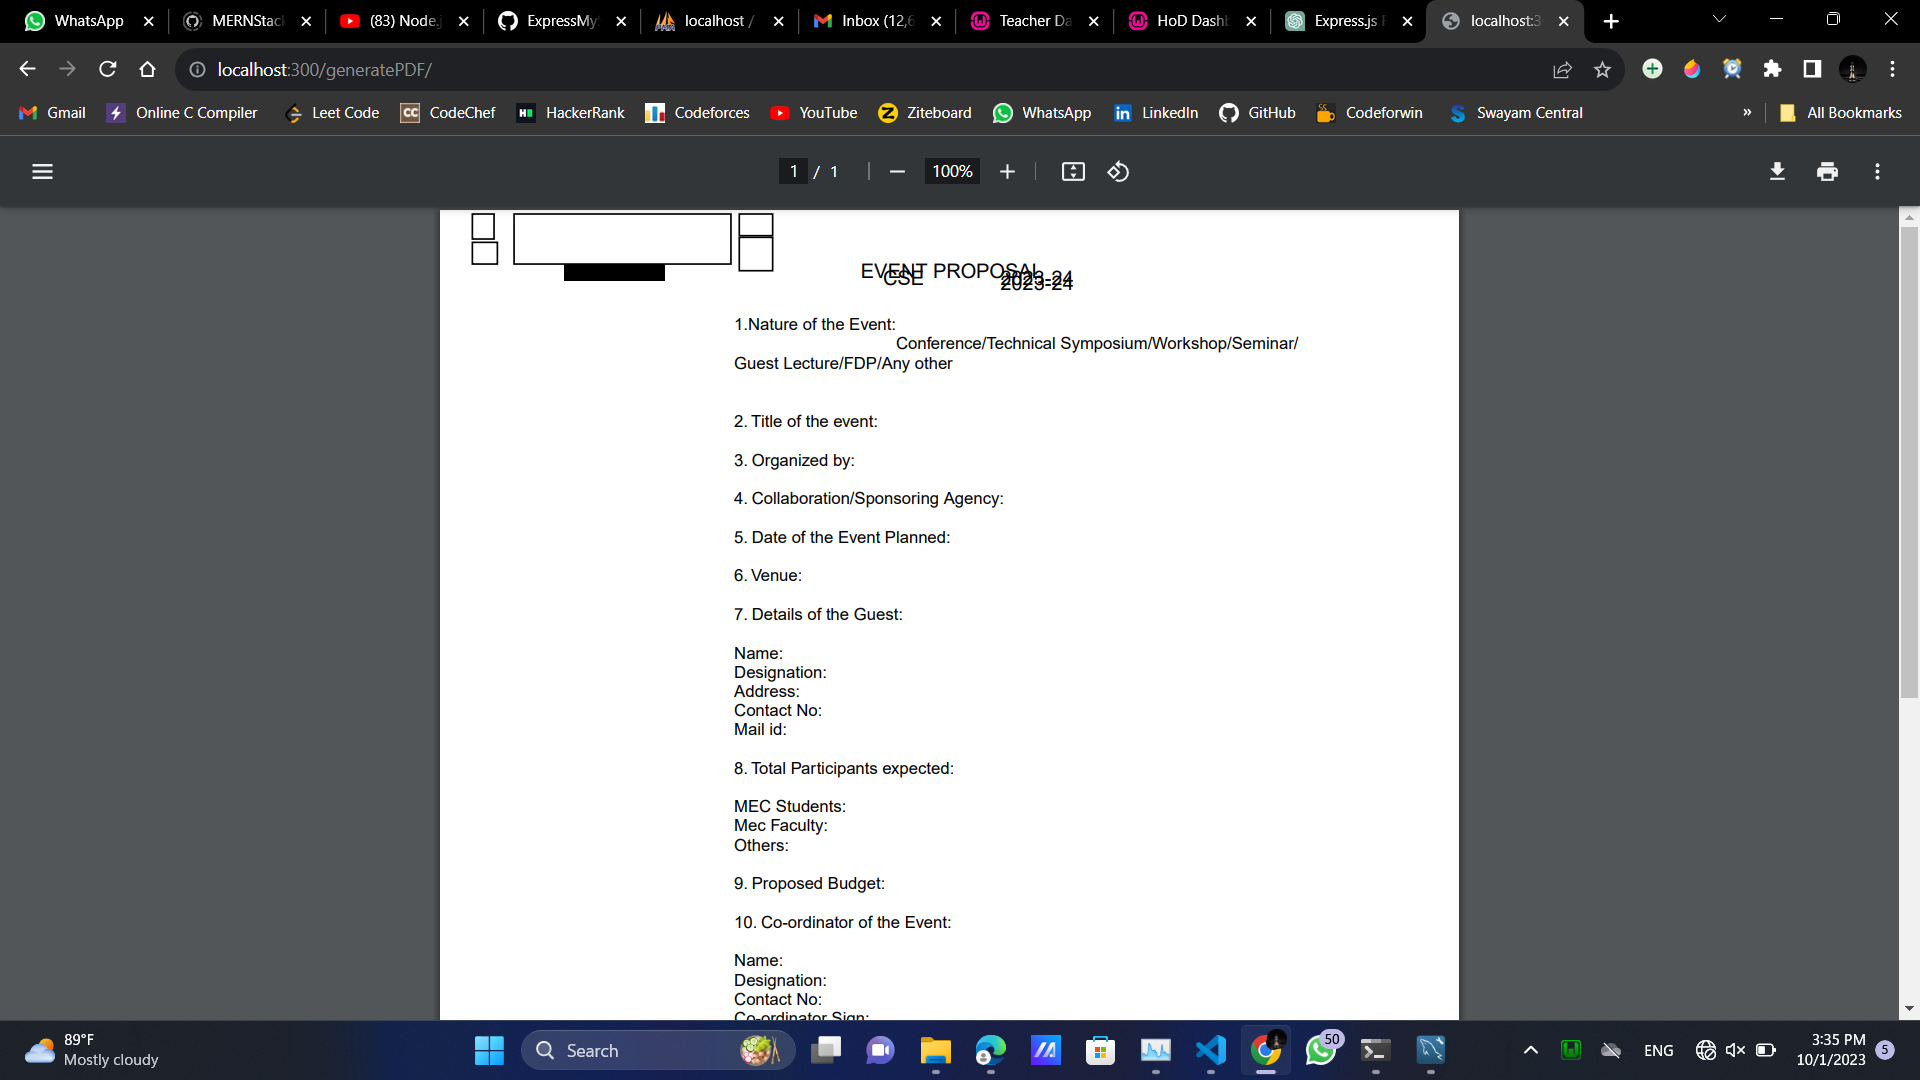 WhatsApp
MERNStac
(83) Node.j
ExpressMy
localhost /
Inbox (12,6
Teacher Da
HoD Dashb
Express.js
localhost:3
localhost:300/generatePDF/
Gmail
Online C Compiler
Leet Code
CodeChef
HackerRank
Codeforces
YouTube
Ziteboard
WhatsApp
LinkedIn
GitHub
Codeforwin
Swayam Central
»
All Bookmarks
1 / 1
100%
EVENT PROPOSAL
CSE
2023-24
2023-24
1.Nature of the Event:
Conference/Technical Symposium/Workshop/Seminar/
Guest Lecture/FDP/Any other
2. Title of the event:
3. Organized by:
4. Collaboration/Sponsoring Agency:
5. Date of the Event Planned:
6. Venue:
7. Details of the Guest:
Name:
Designation:
Address:
Contact No:
Mail id:
8. Total Participants expected:
MEC Students:
Mec Faculty:
Others:
9. Proposed Budget:
10. Co-ordinator of the Event:
Name:
Designation:
Contact No:
Co-ordinator Sign:
89°F
Mostly cloudy
Search
50
ENG
3:35 PM
10/1/2023
5